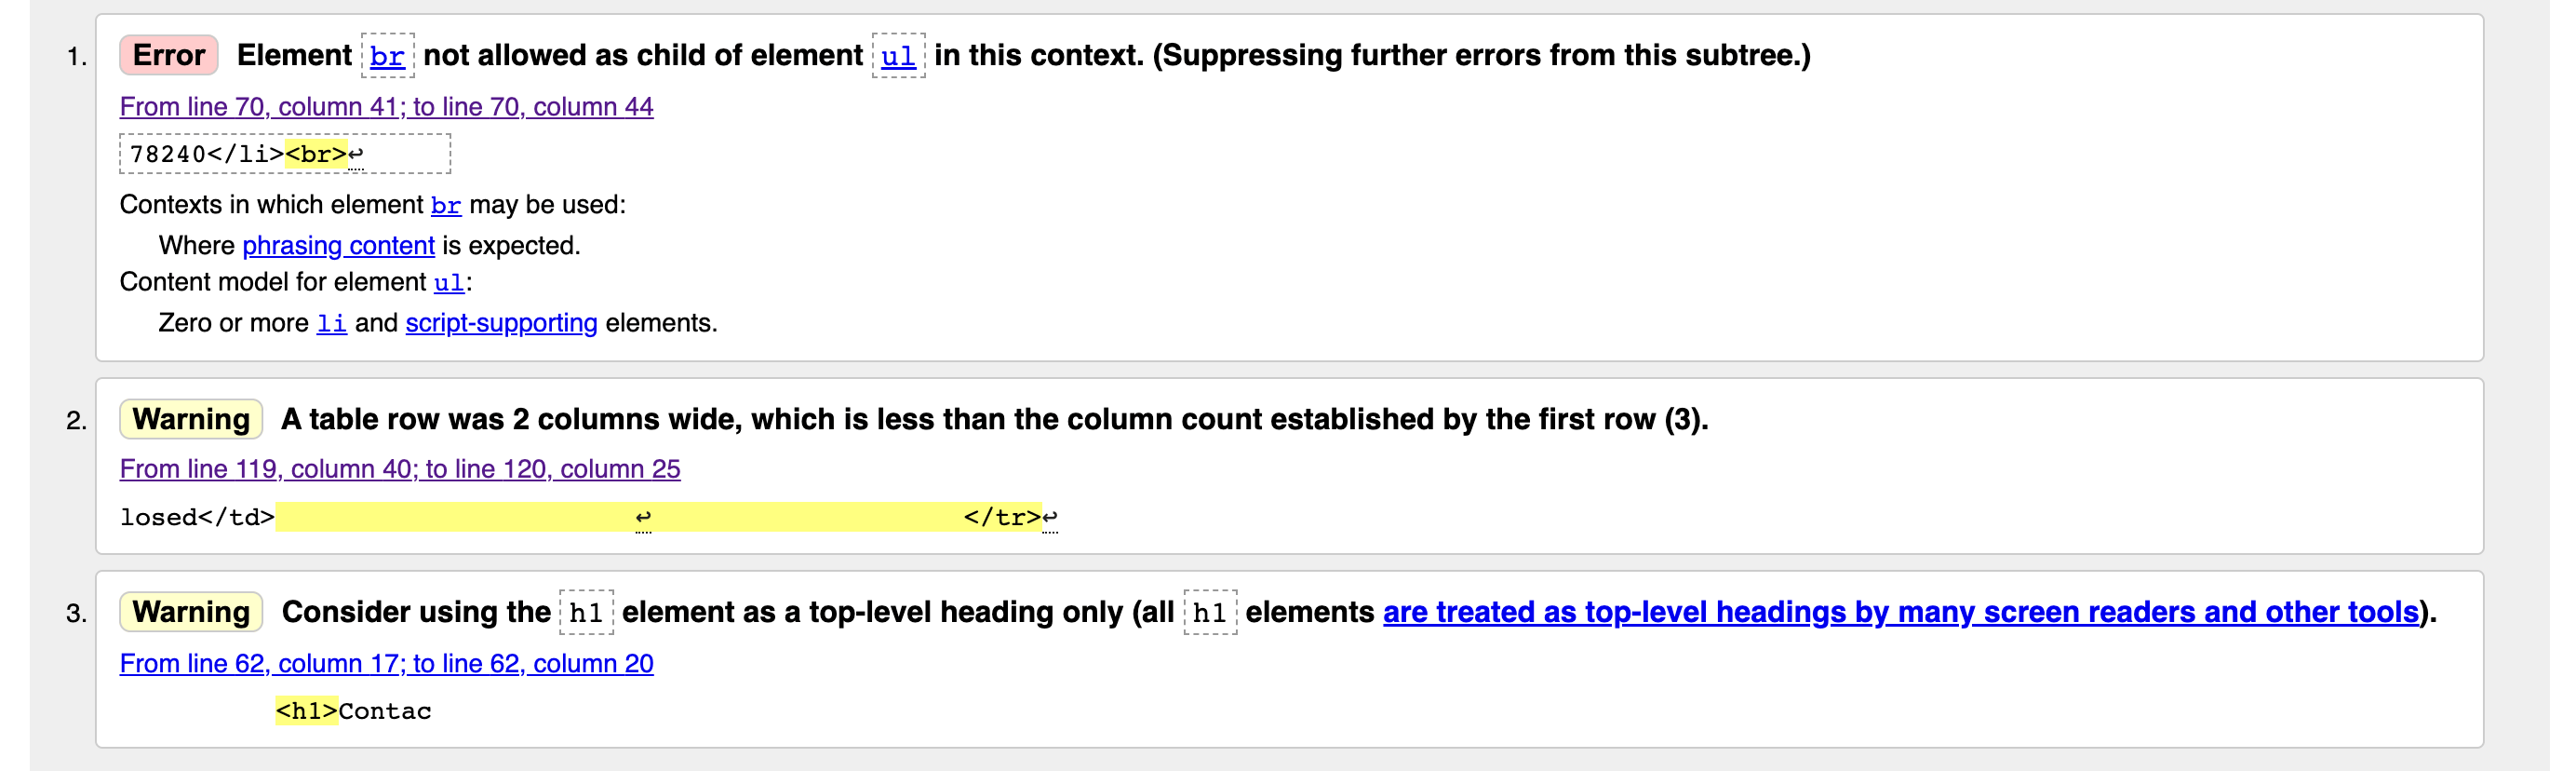 1. Error Element br not allowed as child of element ul in this context. (Suppressing further errors from this subtree.)
From line 70, column 41; to line 70, column 44
78240</li><br>↩
Contexts in which element br may be used:
Where phrasing content is expected.
Content model for element ul:
Zero or more li and script-supporting elements.
2. Warning A table row was 2 columns wide, which is less than the column count established by the first row (3).
From line 119, column 40; to line 120, column 25
losed</td> ↩ </tr>↩
3. Warning Consider using the h1 element as a top-level heading only (all h1 elements are treated as top-level headings by many screen readers and other tools).
From line 62, column 17; to line 62, column 20
<h1>Contac